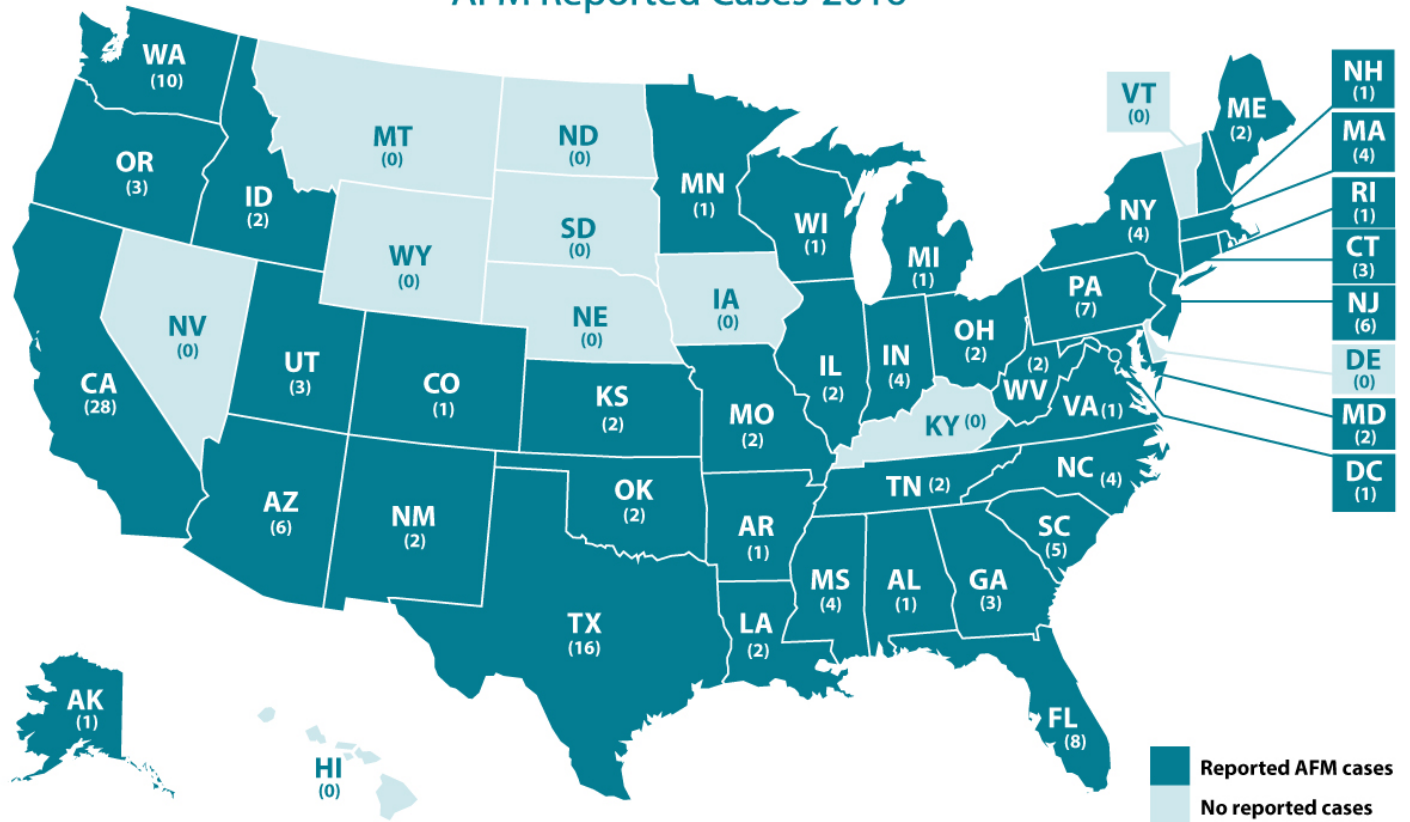 AFM Reported Cases 2016
WA
(10)
MT
(0)
ND
(0)
VT
(0)
ME
(2)
NH
(1)
MA
(4)
OR
(3)
ID
(2)
MN
(1)
WI
(1)
NY
(4)
RI
(1)
SD
(0)
WY
(0)
MI
(1)
CT
(3)
PA
(7)
NJ
(6)
NV
(0)
NE
(0)
IA
(0)
OH
(2)
IN
(4)
IL
(2)
DE
(0)
UT
(3)
CO
(1)
CA
(28)
KS
(2)
MO
(2)
(2)
WV
VA (1)
KY (0)
MD
(2)
DC
(1)
NC (4)
TN (2)
AZ
(6)
NM
(2)
OK
(2)
AR
(1)
SC
(5)
MS
(4)
AL
(1)
GA
(3)
TX
(16)
LA
(2)
AK
(1)
HI
(0)
FL
(8)
Reported AFM cases
No reported cases